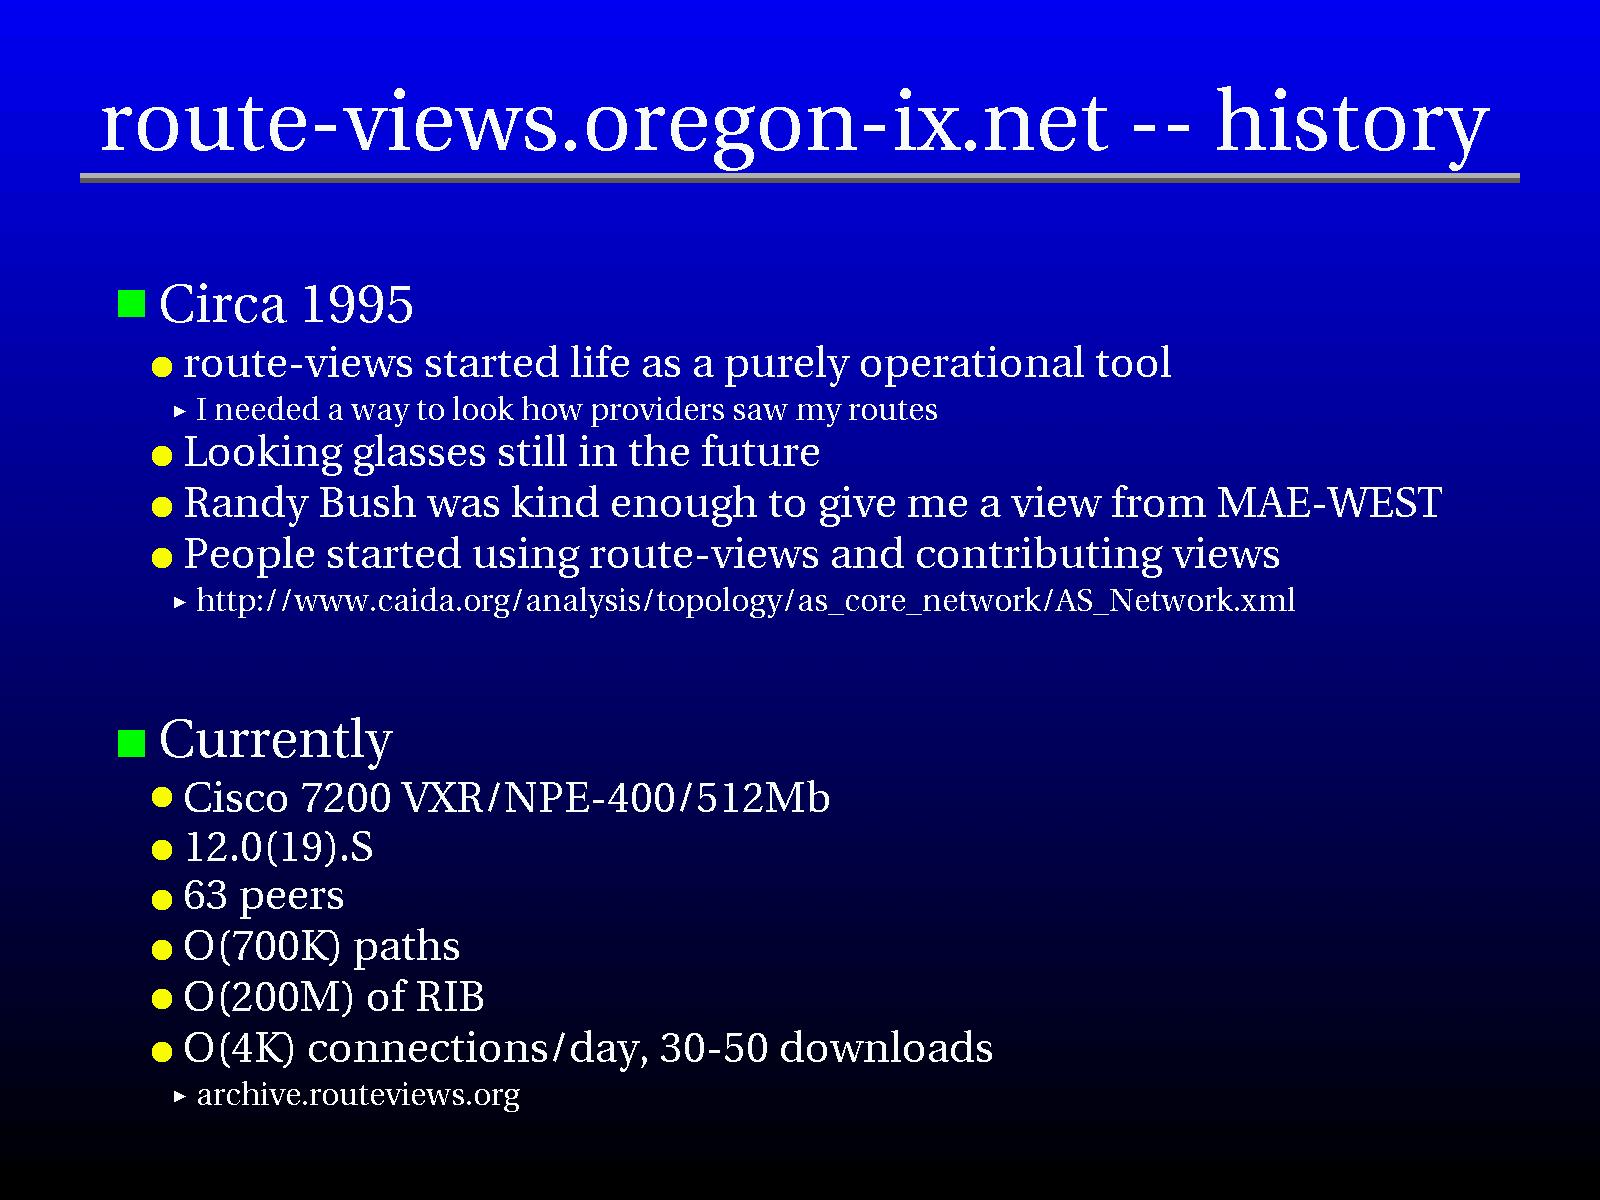 route-views.oregon-ix.net -- history
Circa 1995
route-views started life as a purely operational tool
I needed a way to look how providers saw my routes
Looking glasses still in the future
Randy Bush was kind enough to give me a view from MAE-WEST
People started using route-views and contributing views
http://www.caida.org/analysis/topology/as_core_network/AS_Network.xml
Currently
Cisco 7200 VXR/NPE-400/512Mb
12.0(19).S
63 peers
O(700K) paths
O(200M) of RIB
O(4K) connections/day, 30-50 downloads
archive.routeviews.org